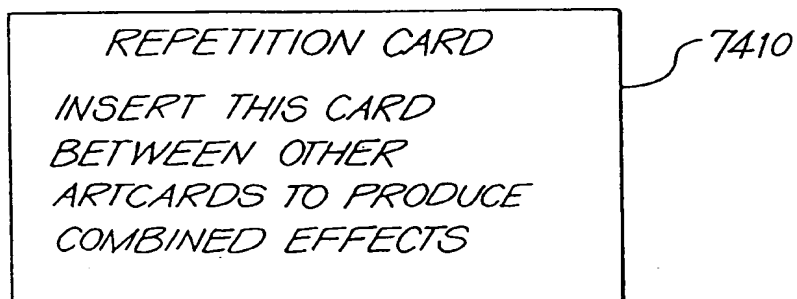 REPETITION CARD
7410
INSERT THIS CARD
BETWEEN OTHER
ARTCARDS TO PRODUCE
COMBINED EFFECTS